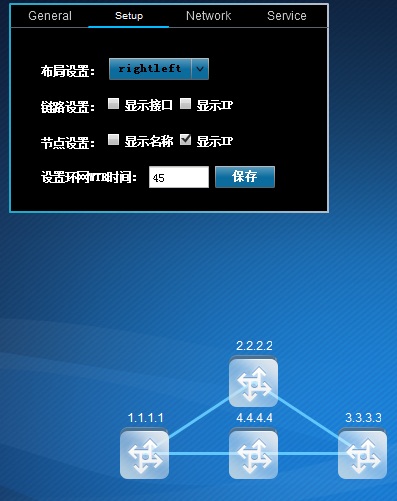 General Setup Network Service
布局设置： rightleft
链路设置： 显示接口 显示IP
节点设置： 显示名称 显示IP
设置环网WTR时间： 45 保存
2.2.2.2
1.1.1.1 4.4.4.4 3.3.3.3